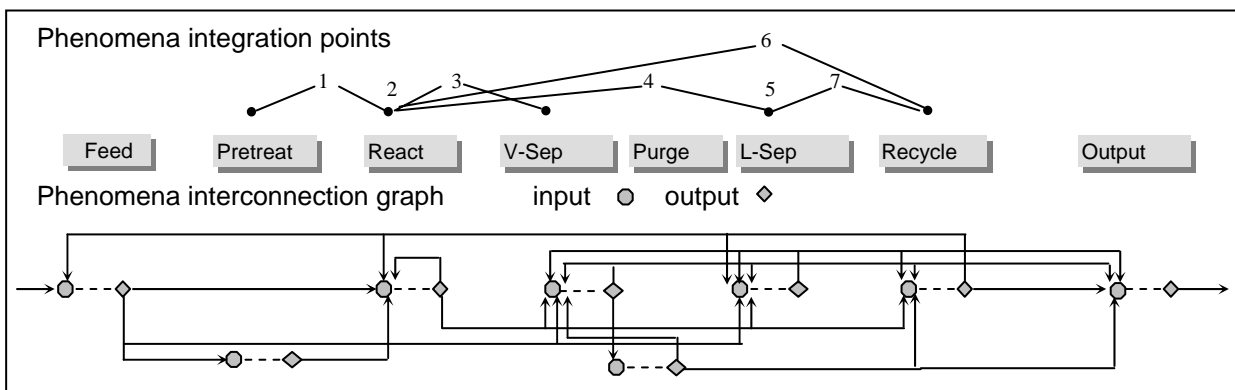 Phenomena integration points
6
1 2 3 4 5 7
Feed Pretreat React V-Sep Purge L-Sep Recycle Output
Phenomena interconnection graph input output